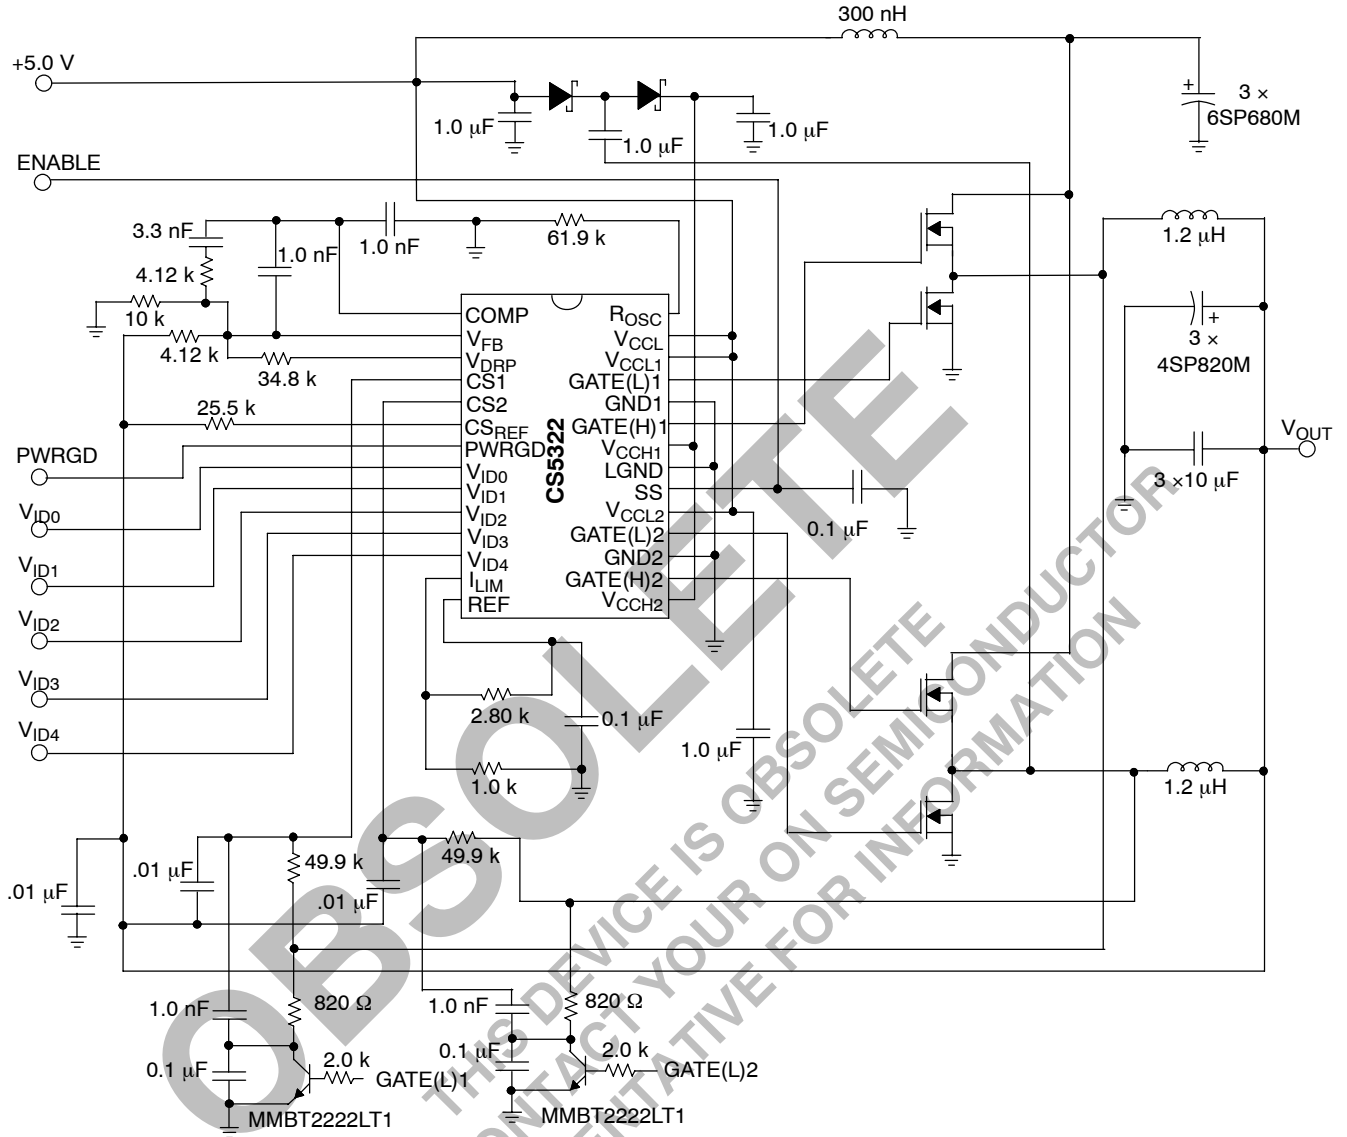 300 nH
+5.0 V
3 ×
6SP680M
1.0 μF
1.0 μF
1.0 μF
ENABLE
3.3 nF
1.0 nF
1.0 nF
61.9 k
1.2 μH
4.12 k
10 k
4.12 k
34.8 k
25.5 k
COMP
VFB
VDRP
CS1
CS2
CSREF
PWRGD
VID0
VID1
VID2
VID3
VID4
ILIM
REF
CS5322
ROSC
VCCL
VCCL1
GATE(L)1
GND1
GATE(H)1
VCCH1
LGND
SS
VCCL2
GATE(L)2
GND2
GATE(H)2
VCCH2
3 ×
4SP820M
VOUT
3 ×10 μF
0.1 μF
PWRGD
VID0
VID1
VID2
VID3
VID4
2.80 k
0.1 μF
1.0 k
1.0 μF
1.2 μH
.01 μF
.01 μF
49.9 k
.01 μF
49.9 k
1.0 nF
820 Ω
1.0 nF
820 Ω
0.1 μF
2.0 k
GATE(L)1
0.1 μF
2.0 k
GATE(L)2
MMBT2222LT1
MMBT2222LT1
OBSOLETE
THIS DEVICE IS OBSOLETE
CONTACT YOUR ON SEMICONDUCTOR
ENTATIVE FOR INFORMATION